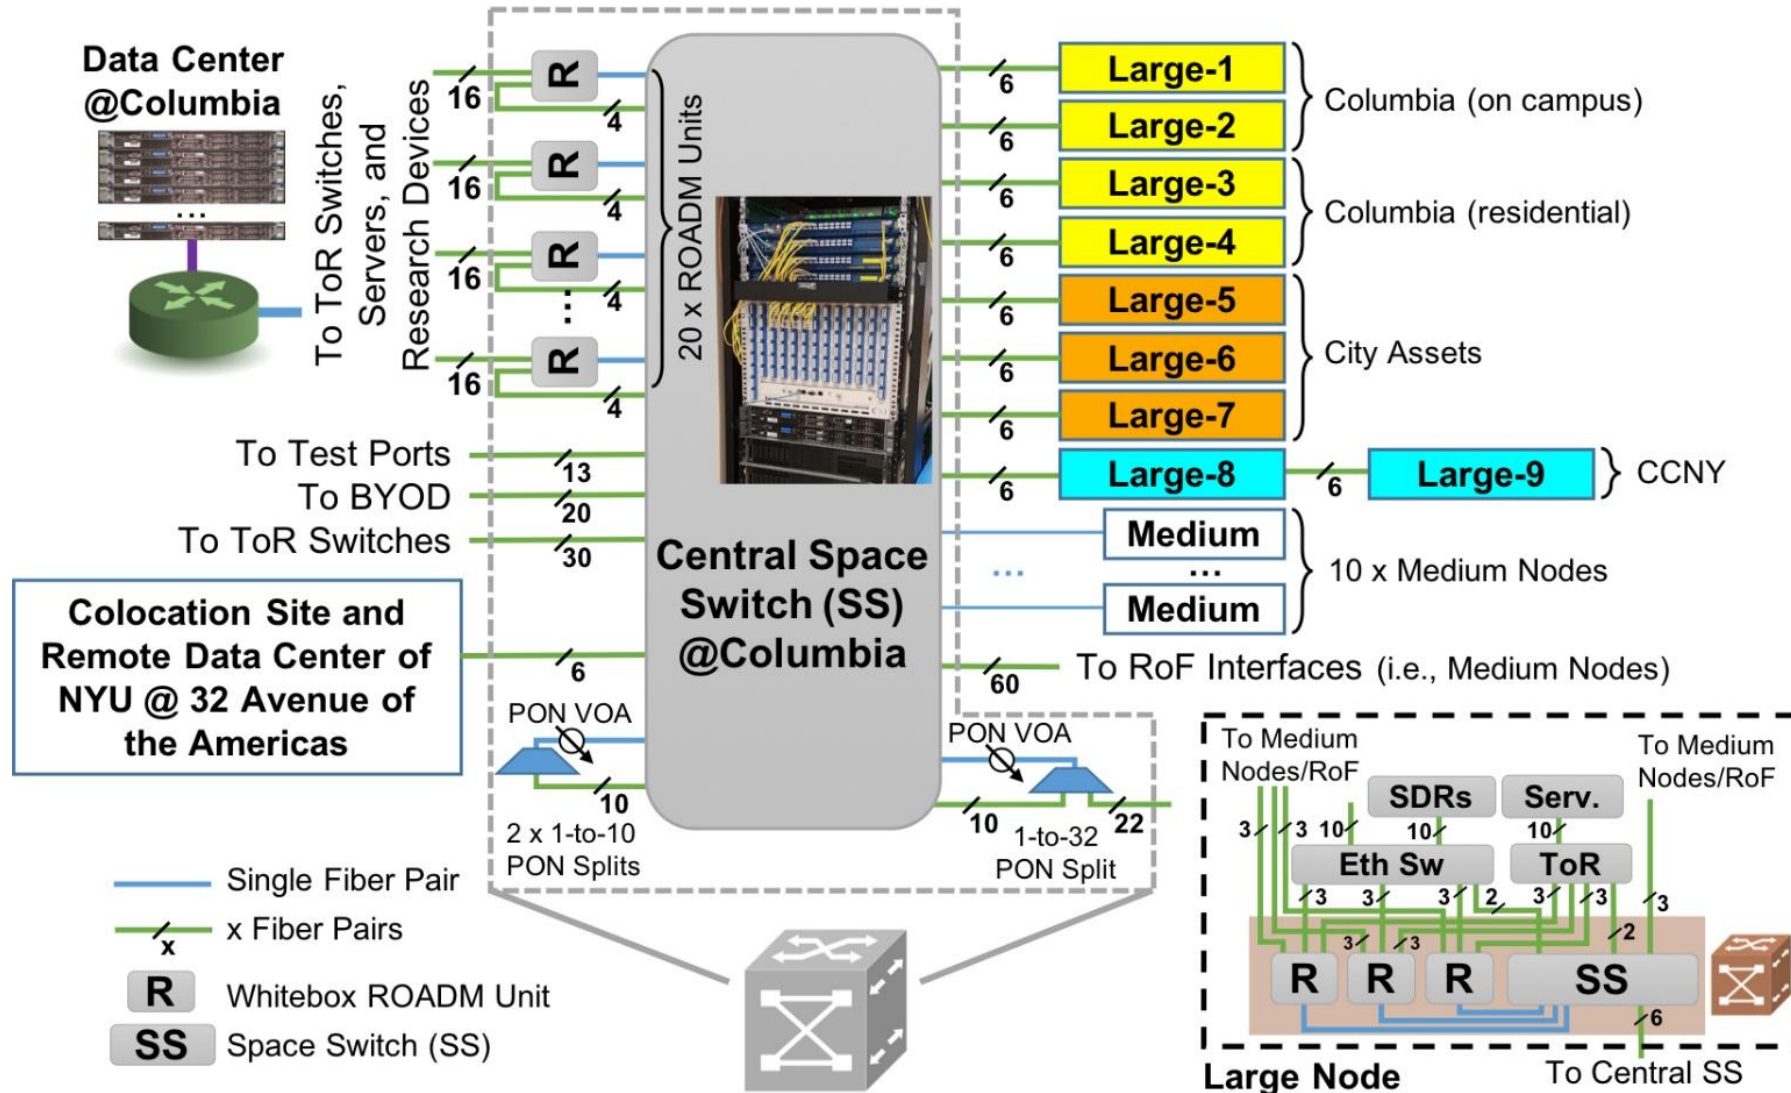 Data Center
@Columbia
...
To ToR Switches,
Servers, and
Research Devices
16
R
4
16
R
4
16
R
4
...
16
R
4
20 x ROADM Units
To Test Ports
13
To BYOD
20
To ToR Switches
30
Colocation Site and
Remote Data Center of
NYU @ 32 Avenue of
the Americas
6
PON VOA
10
2 x 1-to-10
PON Splits
Central Space
Switch (SS)
@Columbia
6
Large-1
6
Large-2
Columbia (on campus)
6
Large-3
6
Large-4
Columbia (residential)
6
Large-5
6
Large-6
6
Large-7
City Assets
6
Large-8
6
Large-9
CCNY
Medium
...
...
Medium
10 x Medium Nodes
60
To RoF Interfaces (i.e., Medium Nodes)
PON VOA
10
22
1-to-32
PON Split
Single Fiber Pair
x
x Fiber Pairs
R
Whitebox ROADM Unit
SS
Space Switch (SS)
To Medium
Nodes/RoF
To Medium
Nodes/RoF
SDRs
Serv.
3
3
10
10
10
Eth Sw
ToR
3
3
3
2
3
3
3
3
3
2
R
R
R
SS
6
Large Node
To Central SS